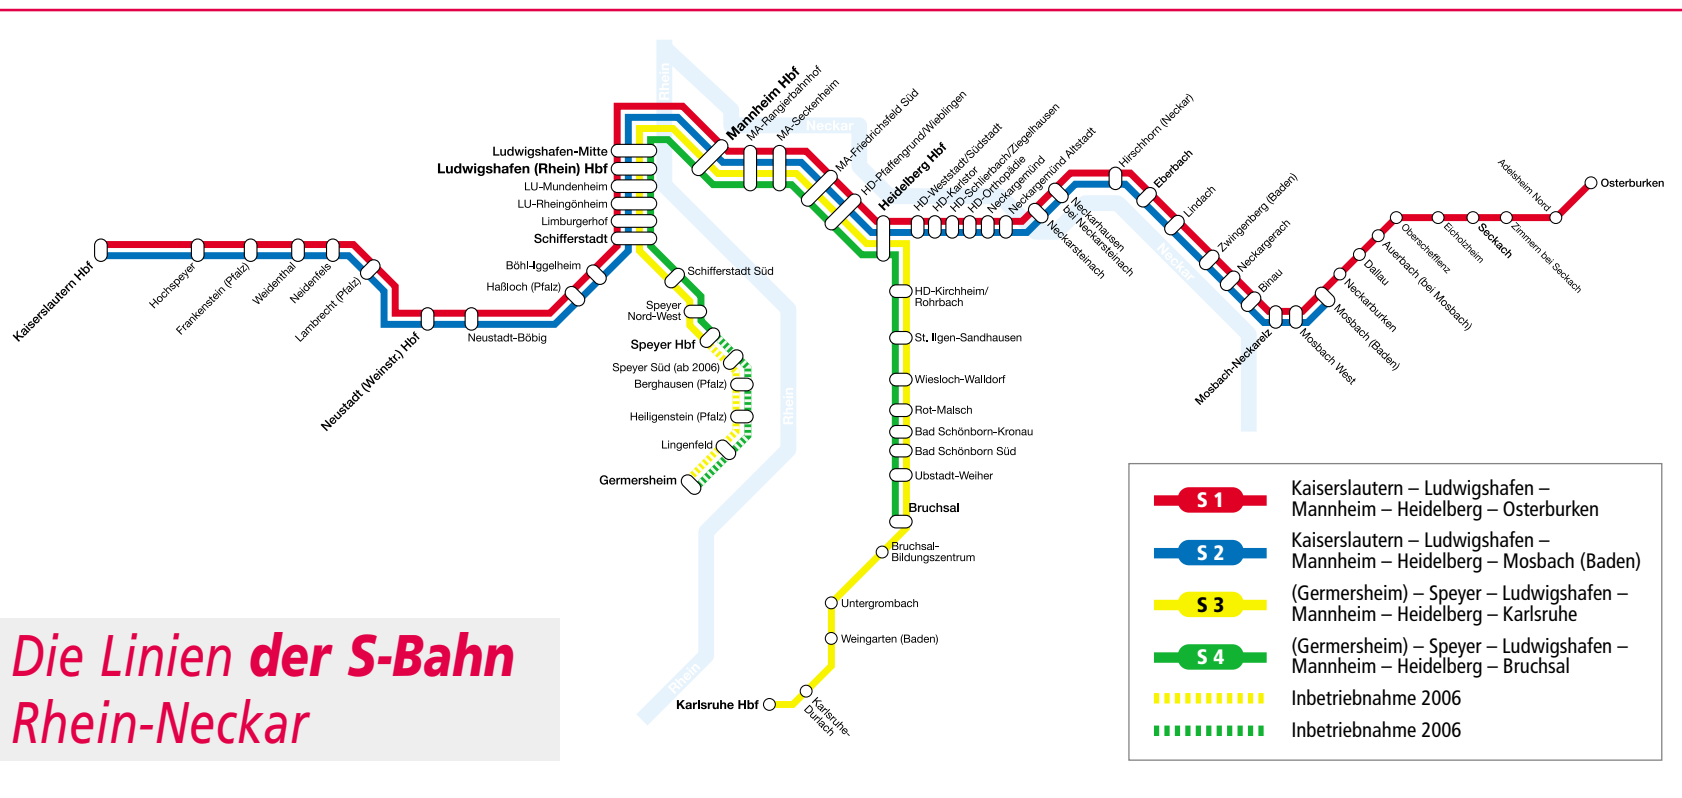 Rhein
Neckar
Neckar
Rhein
Rhein
Kaiserslautern Hbf
Hochspeyer
Frankenstein (Pfalz)
Weidenthal
Neidenfels
Lambrecht (Pfalz)
Neustadt (Weinstr.) Hbf
Neustadt-Böbig
Haßloch (Pfalz)
Böhl-Iggelheim
Ludwigshafen-Mitte
Ludwigshafen (Rhein) Hbf
LU-Mundenheim
LU-Rheingönheim
Limburgerhof
Schifferstadt
Schifferstadt Süd
Speyer
Nord-West
Speyer Hbf
Speyer Süd (ab 2006)
Berghausen (Pfalz)
Heiligenstein (Pfalz)
Lingenfeld
Germersheim
Mannheim Hbf
MA-Rangierbahnhof
MA-Seckenheim
MA-Friedrichsfeld Süd
HD-Pfaffengrund/Wieblingen
Heidelberg Hbf
HD-Weststadt/Südstadt
HD-Karlstor
HD-Schlierbach/Ziegelhausen
HD-Orthopädie
Neckargemünd
Neckargemünd Altstadt
Neckarsteinach
Neckarhausen
bei Neckarsteinach
Hirschhorn (Neckar)
Eberbach
Lindach
Zwingenberg (Baden)
Neckargerach
Binau
Mosbach-Neckarelz
Mosbach West
Mosbach (Baden)
Neckarburken
Dallau
Auerbach (bei Mosbach)
Oberschefflenz
Eicholzheim
Seckach
Zimmern bei Seckach
Adelsheim Nord
Osterburken
HD-Kirchheim/
Rohrbach
St. Ilgen-Sandhausen
Wiesloch-Walldorf
Rot-Malsch
Bad Schönborn-Kronau
Bad Schönborn Süd
Ubstadt-Weiher
Bruchsal
Bruchsal-
Bildungszentrum
Untergrombach
Weingarten (Baden)
Karlsruhe-
Durlach
Karlsruhe Hbf
S 1
Kaiserslautern – Ludwigshafen –
Mannheim – Heidelberg – Osterburken
S 2
Kaiserslautern – Ludwigshafen –
Mannheim – Heidelberg – Mosbach (Baden)
S 3
(Germersheim) – Speyer – Ludwigshafen –
Mannheim – Heidelberg – Karlsruhe
S 4
(Germersheim) – Speyer – Ludwigshafen –
Mannheim – Heidelberg – Bruchsal
Inbetriebnahme 2006
Inbetriebnahme 2006
Die Linien der S-Bahn
Rhein-Neckar